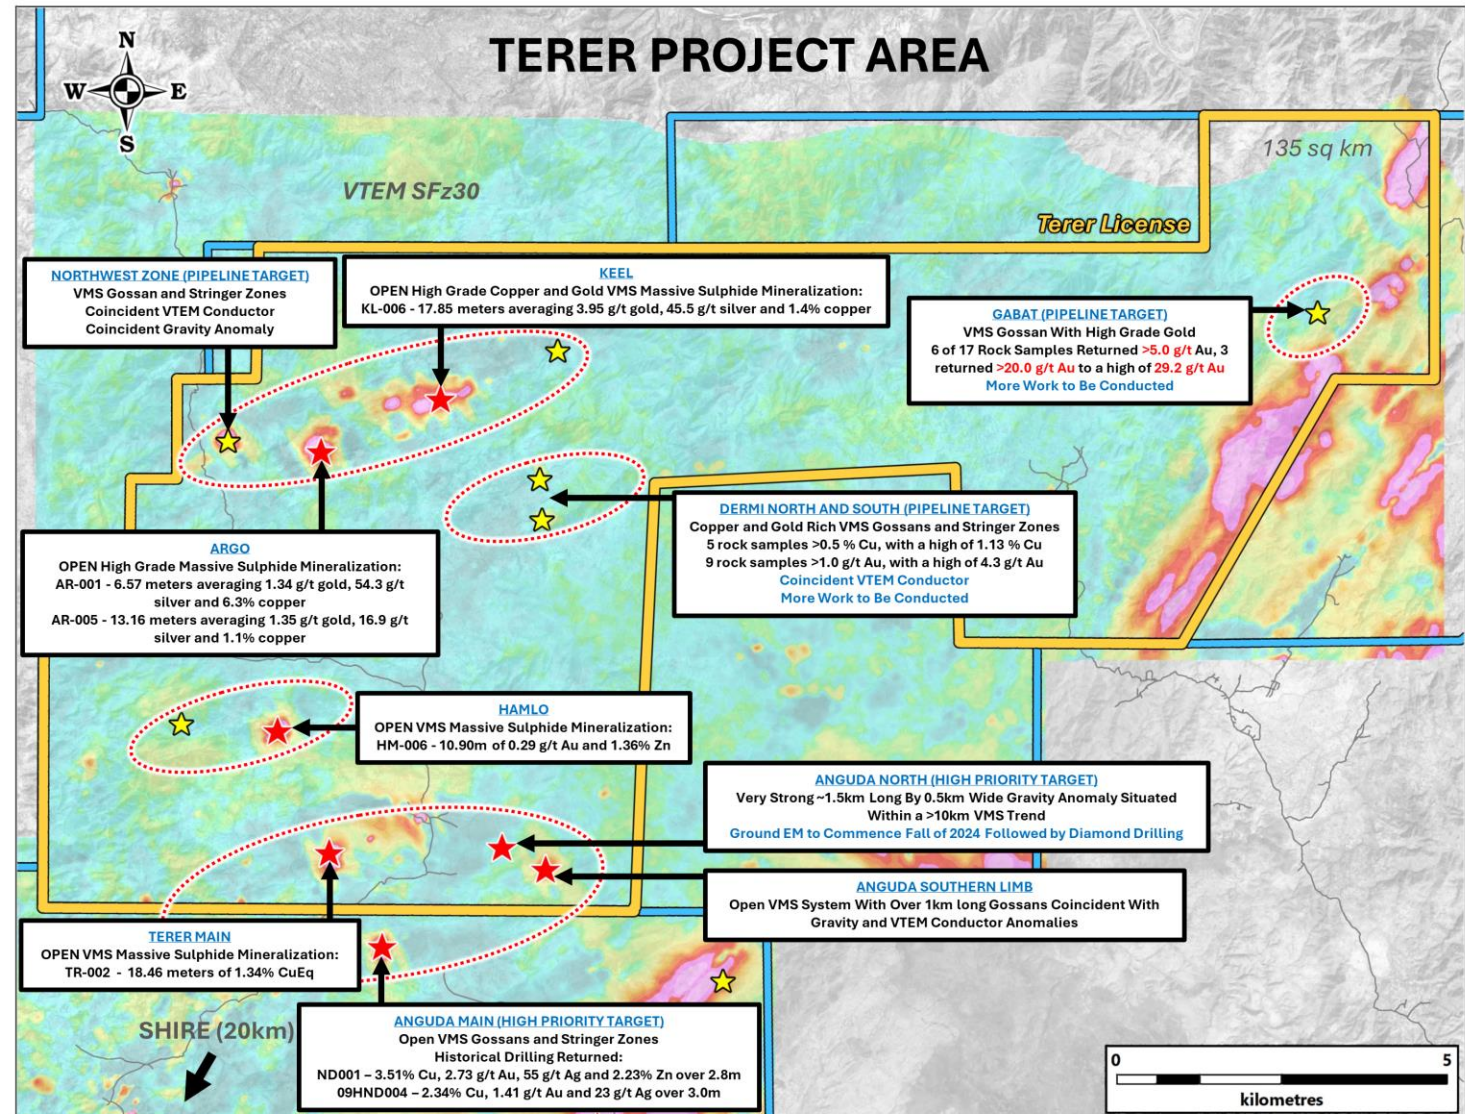 TERER PROJECT AREA
N
W E
S
135 sq km
VTEM SFz30
Terer License
NORTHWEST ZONE (PIPELINE TARGET)
VMS Gossan and Stringer Zones
Coincident VTEM Conductor
Coincident Gravity Anomaly
KEEL
OPEN High Grade Copper and Gold VMS Massive Sulphide Mineralization:
KL-006 - 17.85 meters averaging 3.95 g/t gold, 45.5 g/t silver and 1.4% copper
GABAT (PIPELINE TARGET)
VMS Gossan With High Grade Gold
6 of 17 Rock Samples Returned >5.0 g/t Au, 3
returned >20.0 g/t Au to a high of 29.2 g/t Au
More Work to Be Conducted
DERMI NORTH AND SOUTH (PIPELINE TARGET)
Copper and Gold Rich VMS Gossans and Stringer Zones
5 rock samples >0.5 % Cu, with a high of 1.13 % Cu
9 rock samples >1.0 g/t Au, with a high of 4.3 g/t Au
Coincident VTEM Conductor
More Work to Be Conducted
ARGO
OPEN High Grade Massive Sulphide Mineralization:
AR-001 - 6.57 meters averaging 1.34 g/t gold, 54.3 g/t
silver and 6.3% copper
AR-005 - 13.16 meters averaging 1.35 g/t gold, 16.9 g/t
silver and 1.1% copper
HAMLO
OPEN VMS Massive Sulphide Mineralization:
HM-006 - 10.90m of 0.29 g/t Au and 1.36% Zn
ANGUDA NORTH (HIGH PRIORITY TARGET)
Very Strong ~1.5km Long By 0.5km Wide Gravity Anomaly Situated
Within a >10km VMS Trend
Ground EM to Commence Fall of 2024 Followed by Diamond Drilling
ANGUDA SOUTHERN LIMB
Open VMS System With Over 1km long Gossans Coincident With
Gravity and VTEM Conductor Anomalies
TERER MAIN
OPEN VMS Massive Sulphide Mineralization:
TR-002 - 18.46 meters of 1.34% CuEq
SHIRE (20km)
ANGUDA MAIN (HIGH PRIORITY TARGET)
Open VMS Gossans and Stringer Zones
Historical Drilling Returned:
ND001 – 3.51% Cu, 2.73 g/t Au, 55 g/t Ag and 2.23% Zn over 2.8m
09HND004 – 2.34% Cu, 1.41 g/t Au and 23 g/t Ag over 3.0m
0 5
kilometres